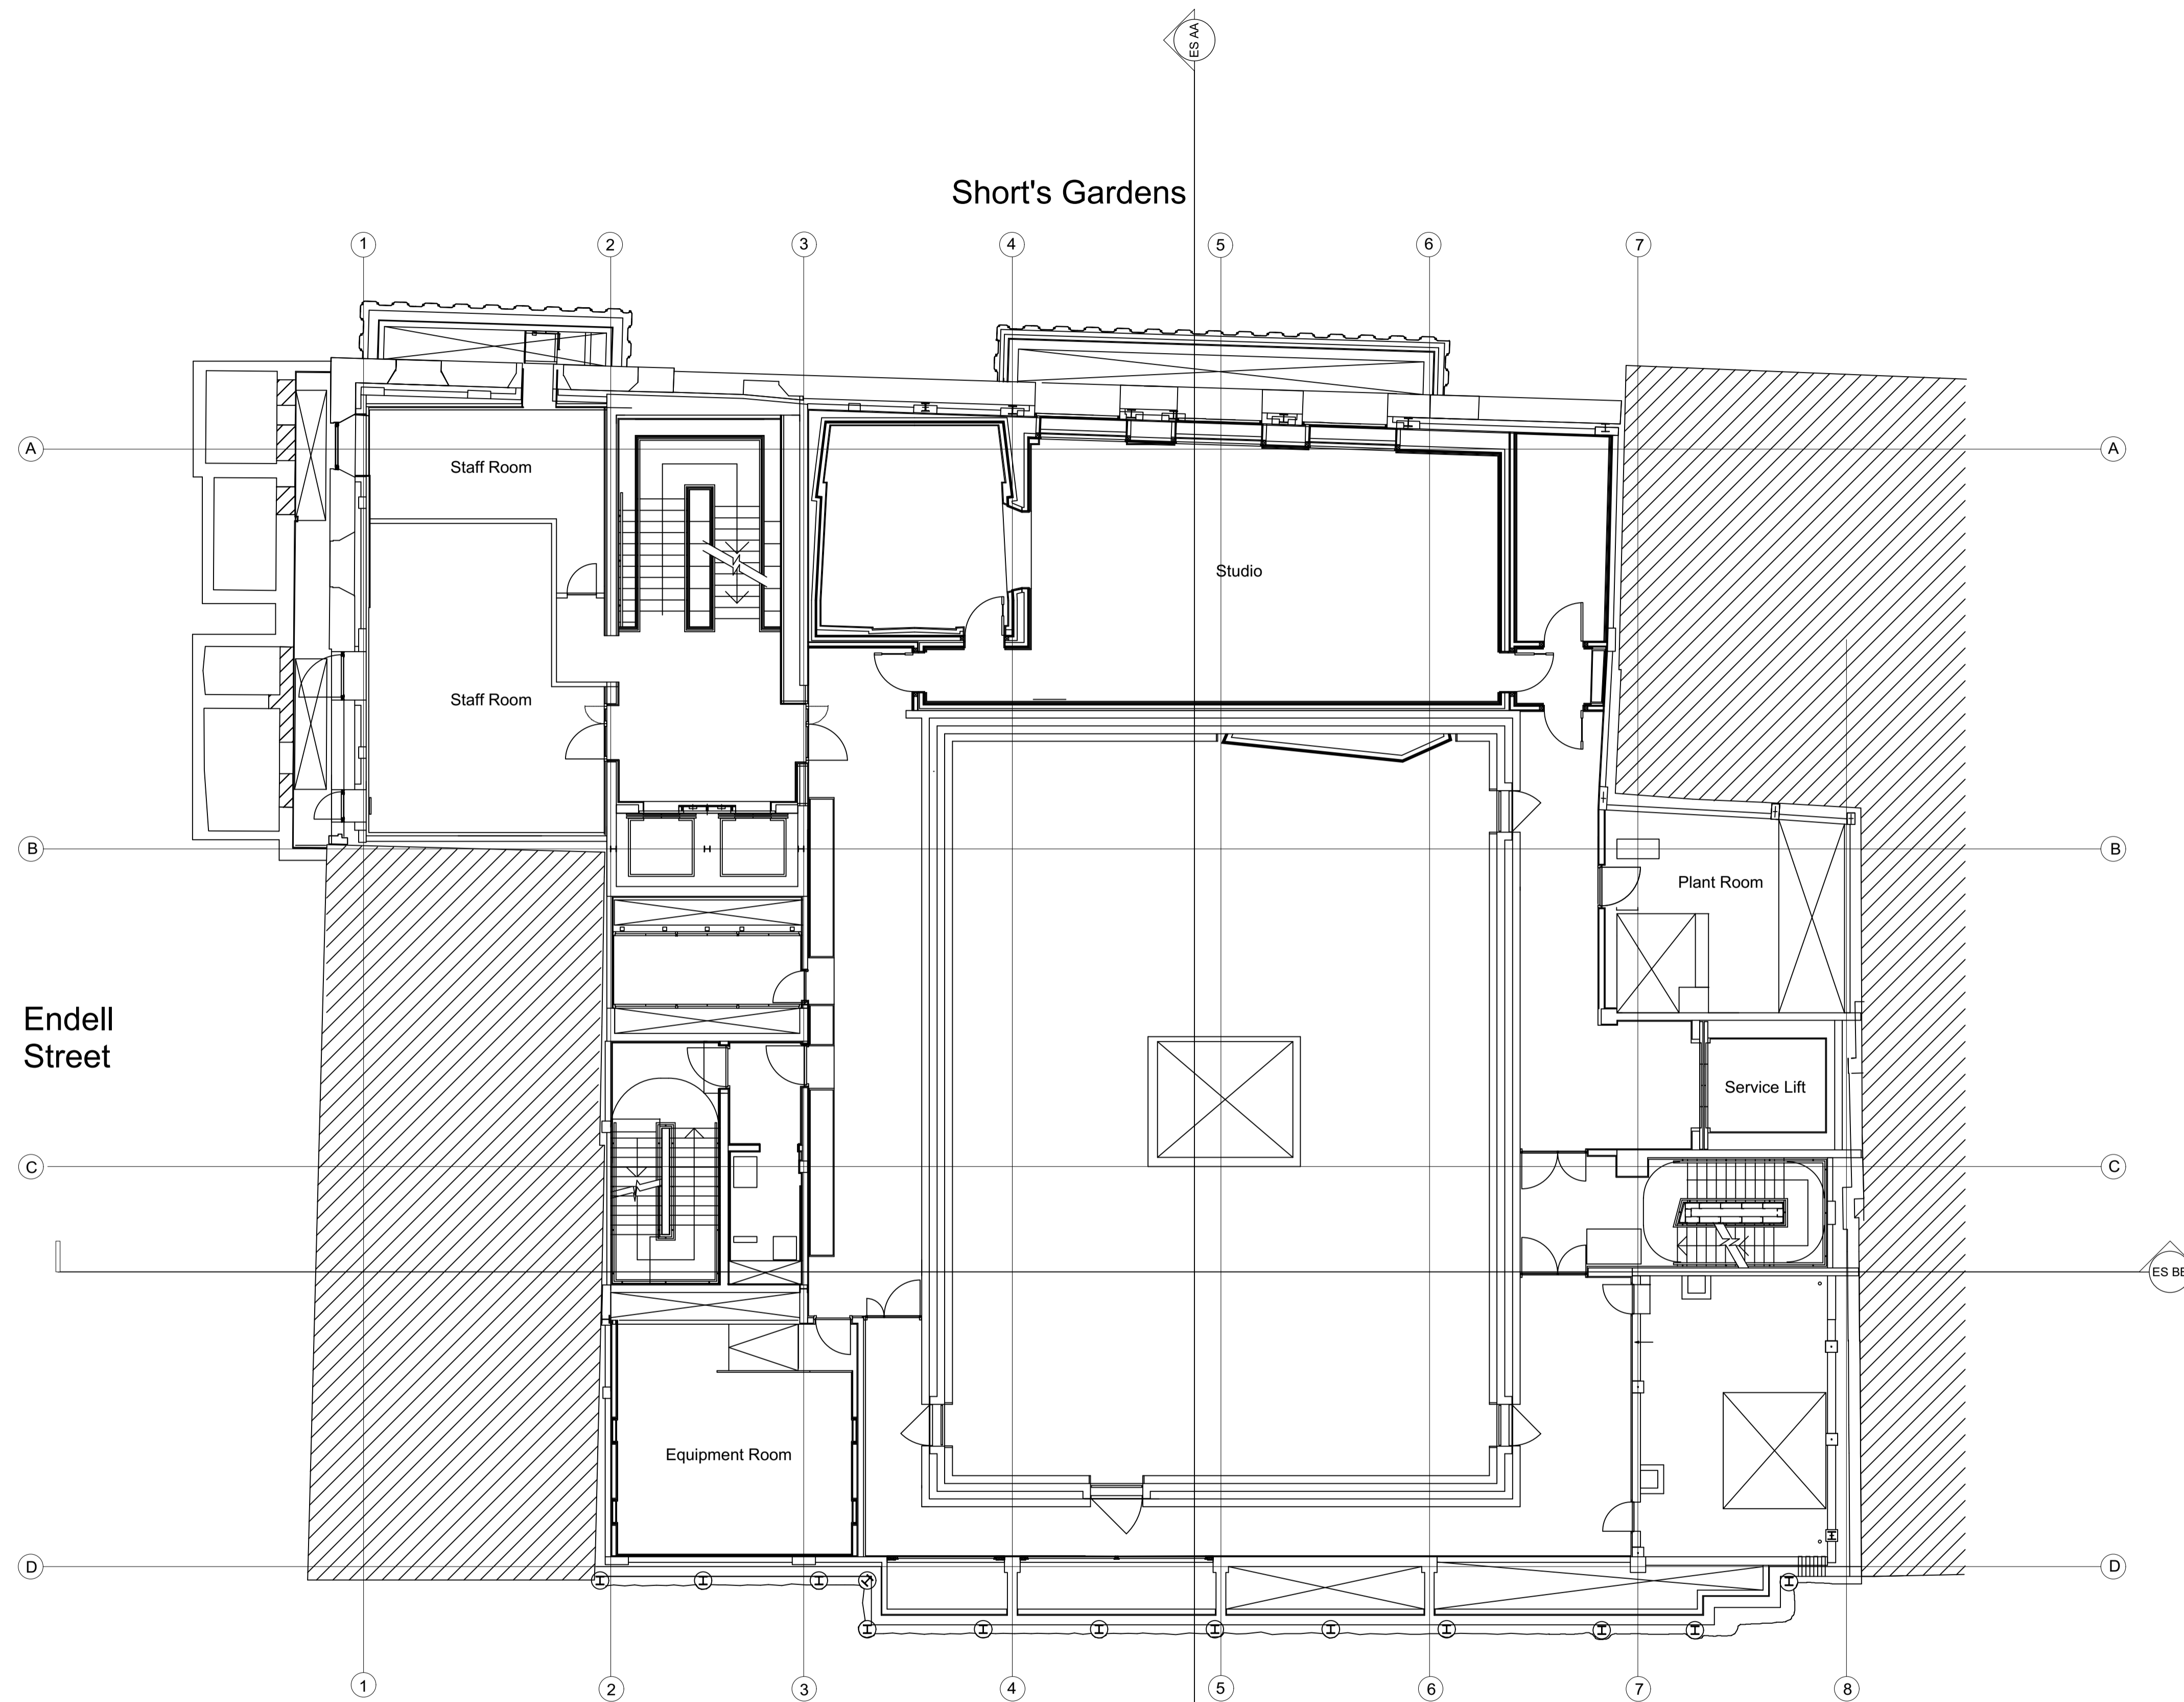 ES AA
Short's Gardens
1 2 3 4 5 6 7
A Staff Room A
Studio
Staff Room
B B
Plant Room
Endell
Street
Service Lift
C C
ES BB
Equipment Room
D D
1 2 3 4 5 6 7 8